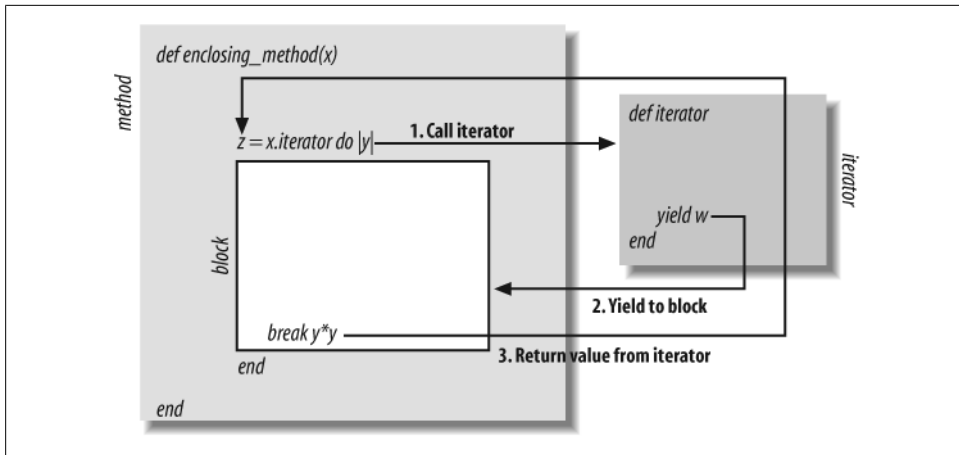 method
def enclosing_method(x)
z = x.iterator do |y|
1. Call iterator
def iterator
iterator
yield w
end
block
2. Yield to block
break y*y
3. Return value from iterator
end
end